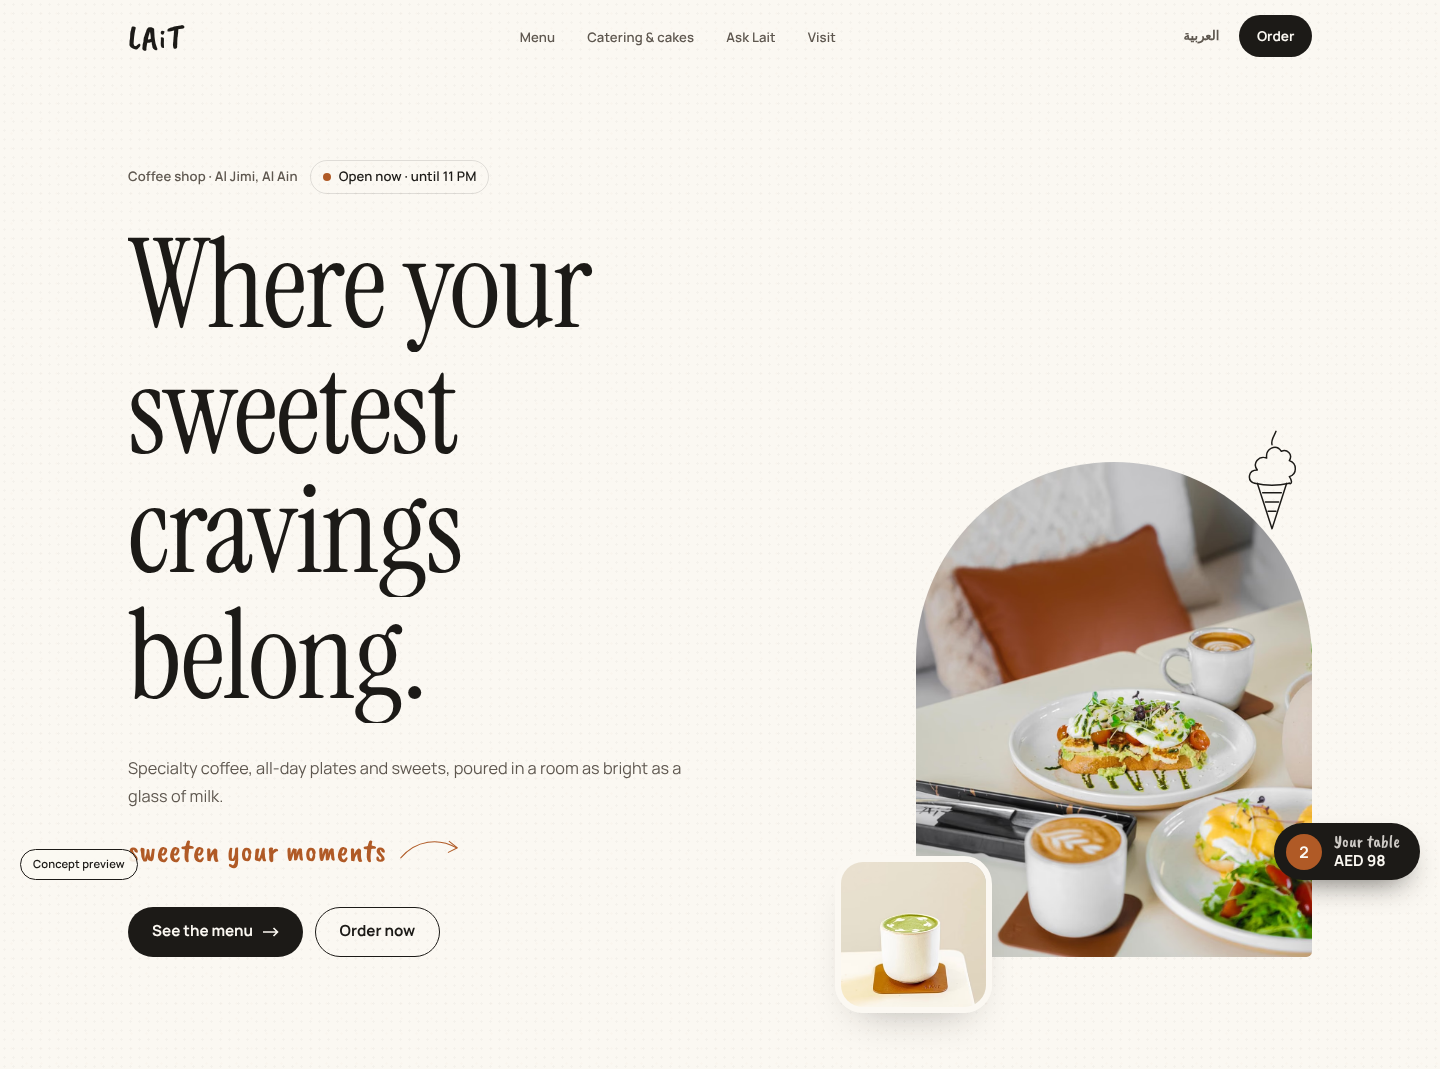 LAiT
Menu
Catering & cakes
Ask Lait
Visit
العربية
Order
Coffee shop · Al Jimi, Al Ain
Open now · until 11 PM
Where your
sweetest
cravings
belong.
Specialty coffee, all-day plates and sweets, poured in a room as bright as a
glass of milk.
sweeten your moments
Concept preview
2
Your table
AED 98
See the menu →
Order now